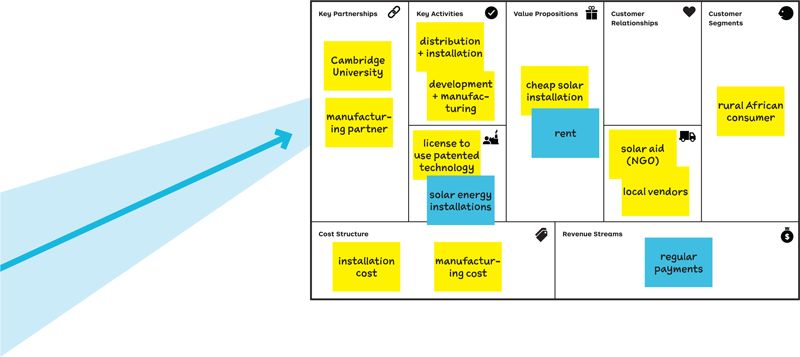 Key Partnerships
Cambridge
University
manufactur-
ing partner
Key Activities
distribution
+ installation
development
+ manufac-
turing
license to
use patented
technology
solar energy
installations
Value Propositions
cheap solar
installation
rent
Customer
Relationships
solar aid
(NGO)
local vendors
Customer
Segments
rural African
consumer
Cost Structure
installation
cost
manufactur-
ing cost
Revenue Streams
regular
payments
$